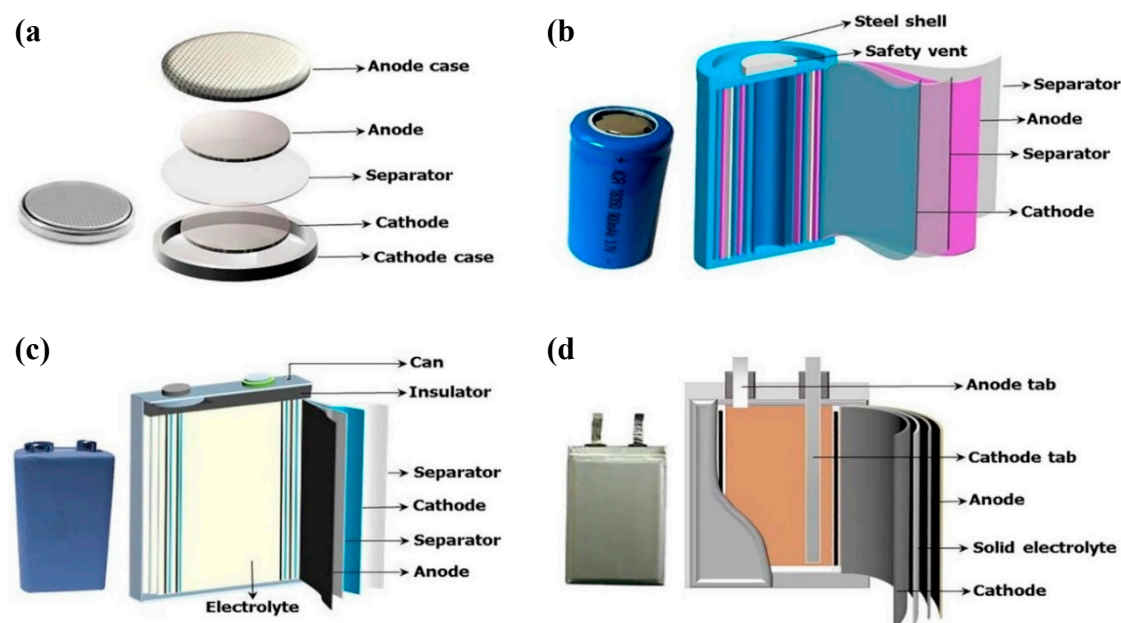 (a
Anode case
Anode
Separator
Cathode
Cathode case
(b)
Steel shell
Safety vent
Separator
Anode
Separator
Cathode
(c)
Can
Insulator
Separator
Cathode
Separator
Anode
Electrolyte
(d)
Anode tab
Cathode tab
Anode
Solid electrolyte
Cathode